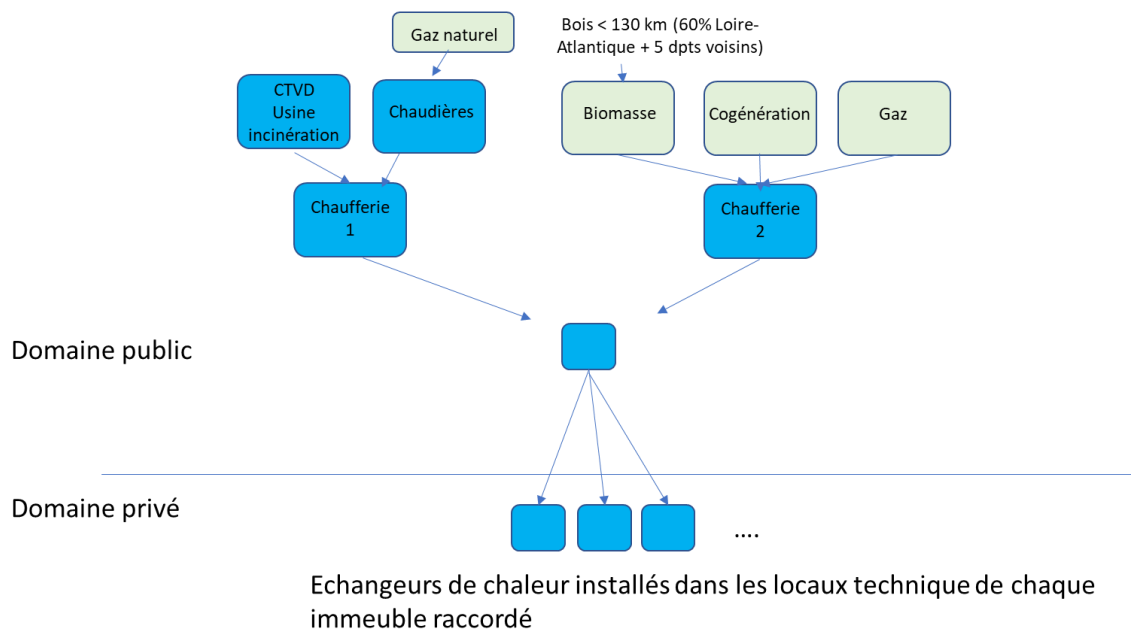 Gaz naturel
Bois < 130 km (60% Loire-
Atlantique + 5 dpts voisins)
CTVD
Usine
incinération
Chaudières
Biomasse
Cogénération
Gaz
Chaufferie
1
Chaufferie
2
Domaine public
Domaine privé
....
Echangeurs de chaleur installés dans les locaux technique de chaque
immeuble raccordé